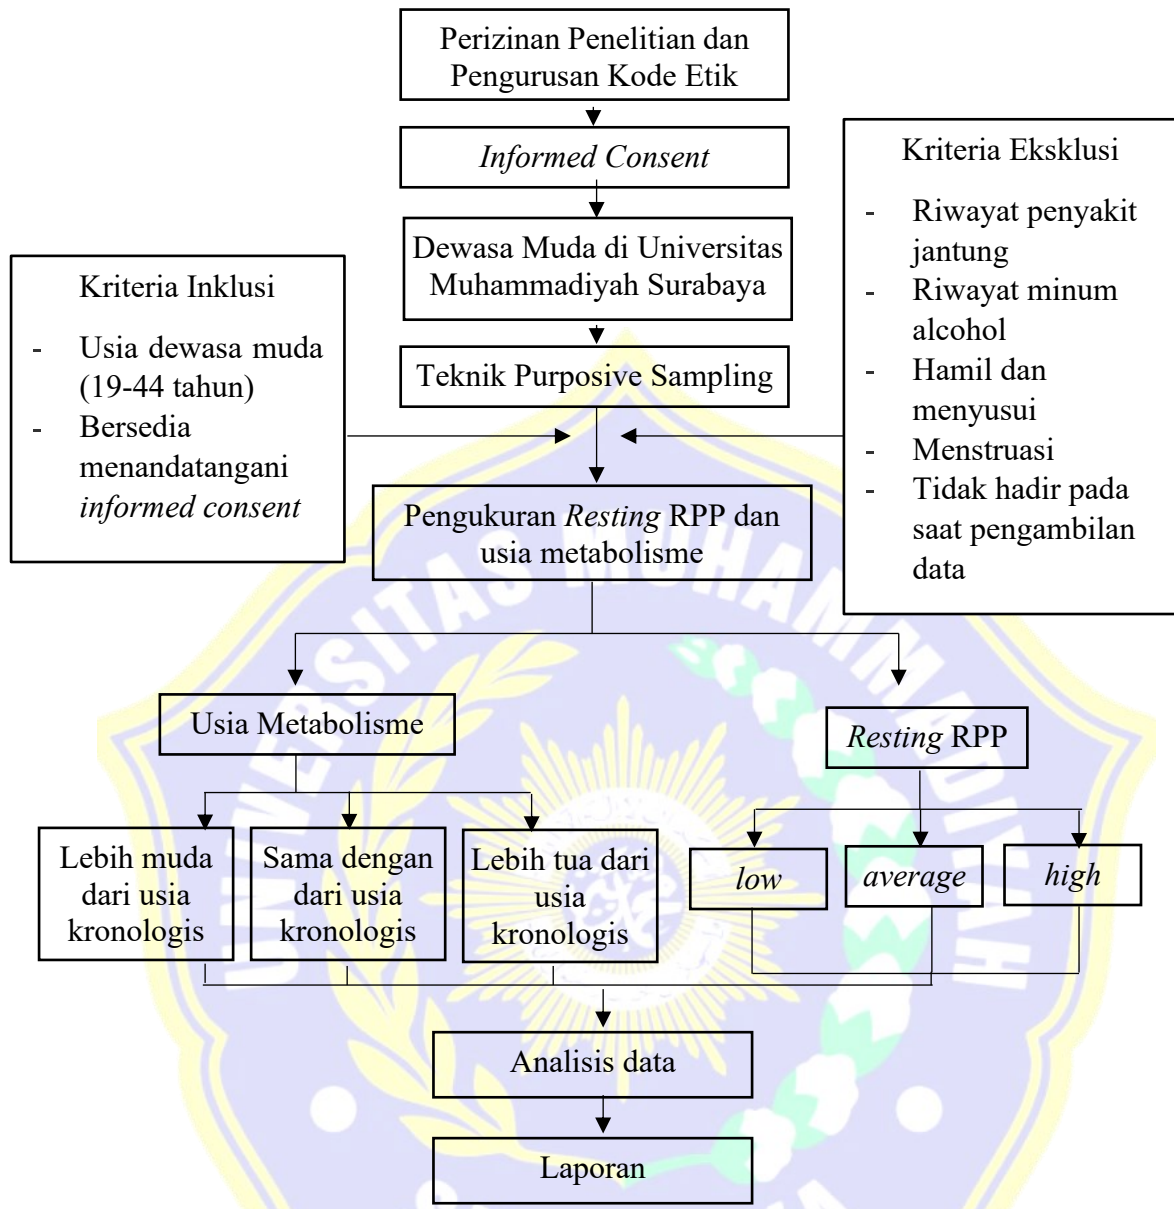 Perizinan Penelitian dan
Pengurusan Kode Etik
Informed Consent
Dewasa Muda di Universitas
Muhammadiyah Surabaya
Teknik Purposive Sampling
Kriteria Inklusi
- Usia dewasa muda
(19-44 tahun)
- Bersedia
menandatangani
informed consent
Kriteria Eksklusi
- Riwayat penyakit
jantung
- Riwayat minum
alcohol
- Hamil dan
menyusui
- Menstruasi
- Tidak hadir pada
saat pengambilan
data
Pengukuran Resting RPP dan
usia metabolisme
Usia Metabolisme
Resting RPP
Lebih muda
dari usia
kronologis
Sama dengan
dari usia
kronologis
Lebih tua dari
usia
kronologis
low
average
high
Analisis data
Laporan
UNIVERSITAS MUHAMMADIYAH